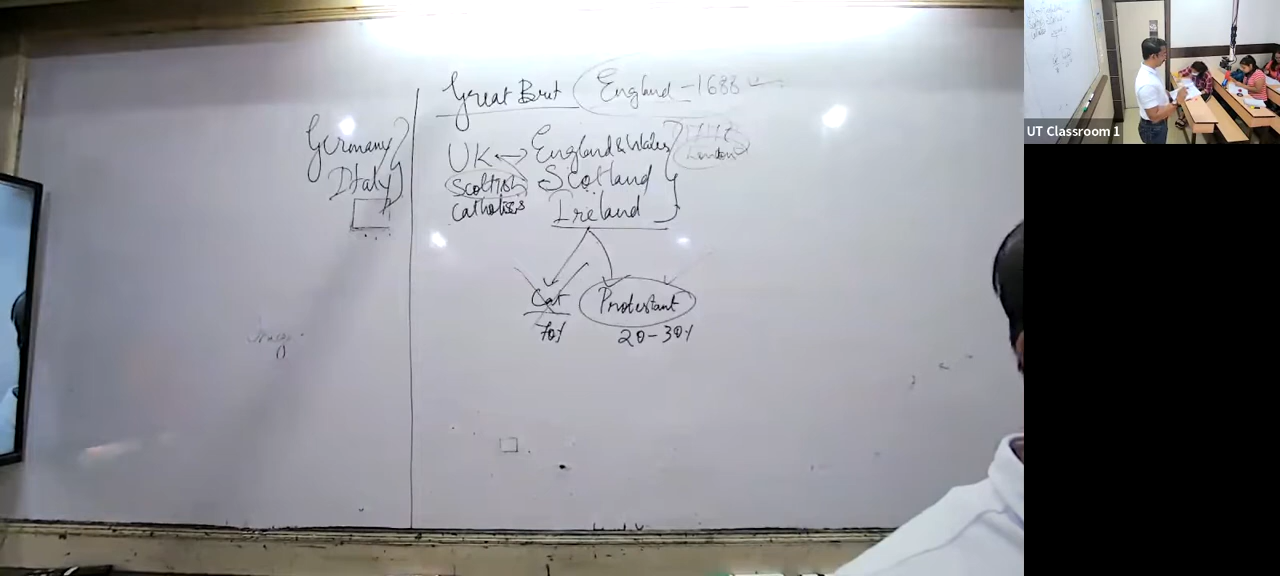 Great Brit England - 1688
Germany
Italy
UK England & Wales
London
Scottish Scotland
Catholics Ireland
Cat Protestant
70% 20-30%
UT Classroom 1